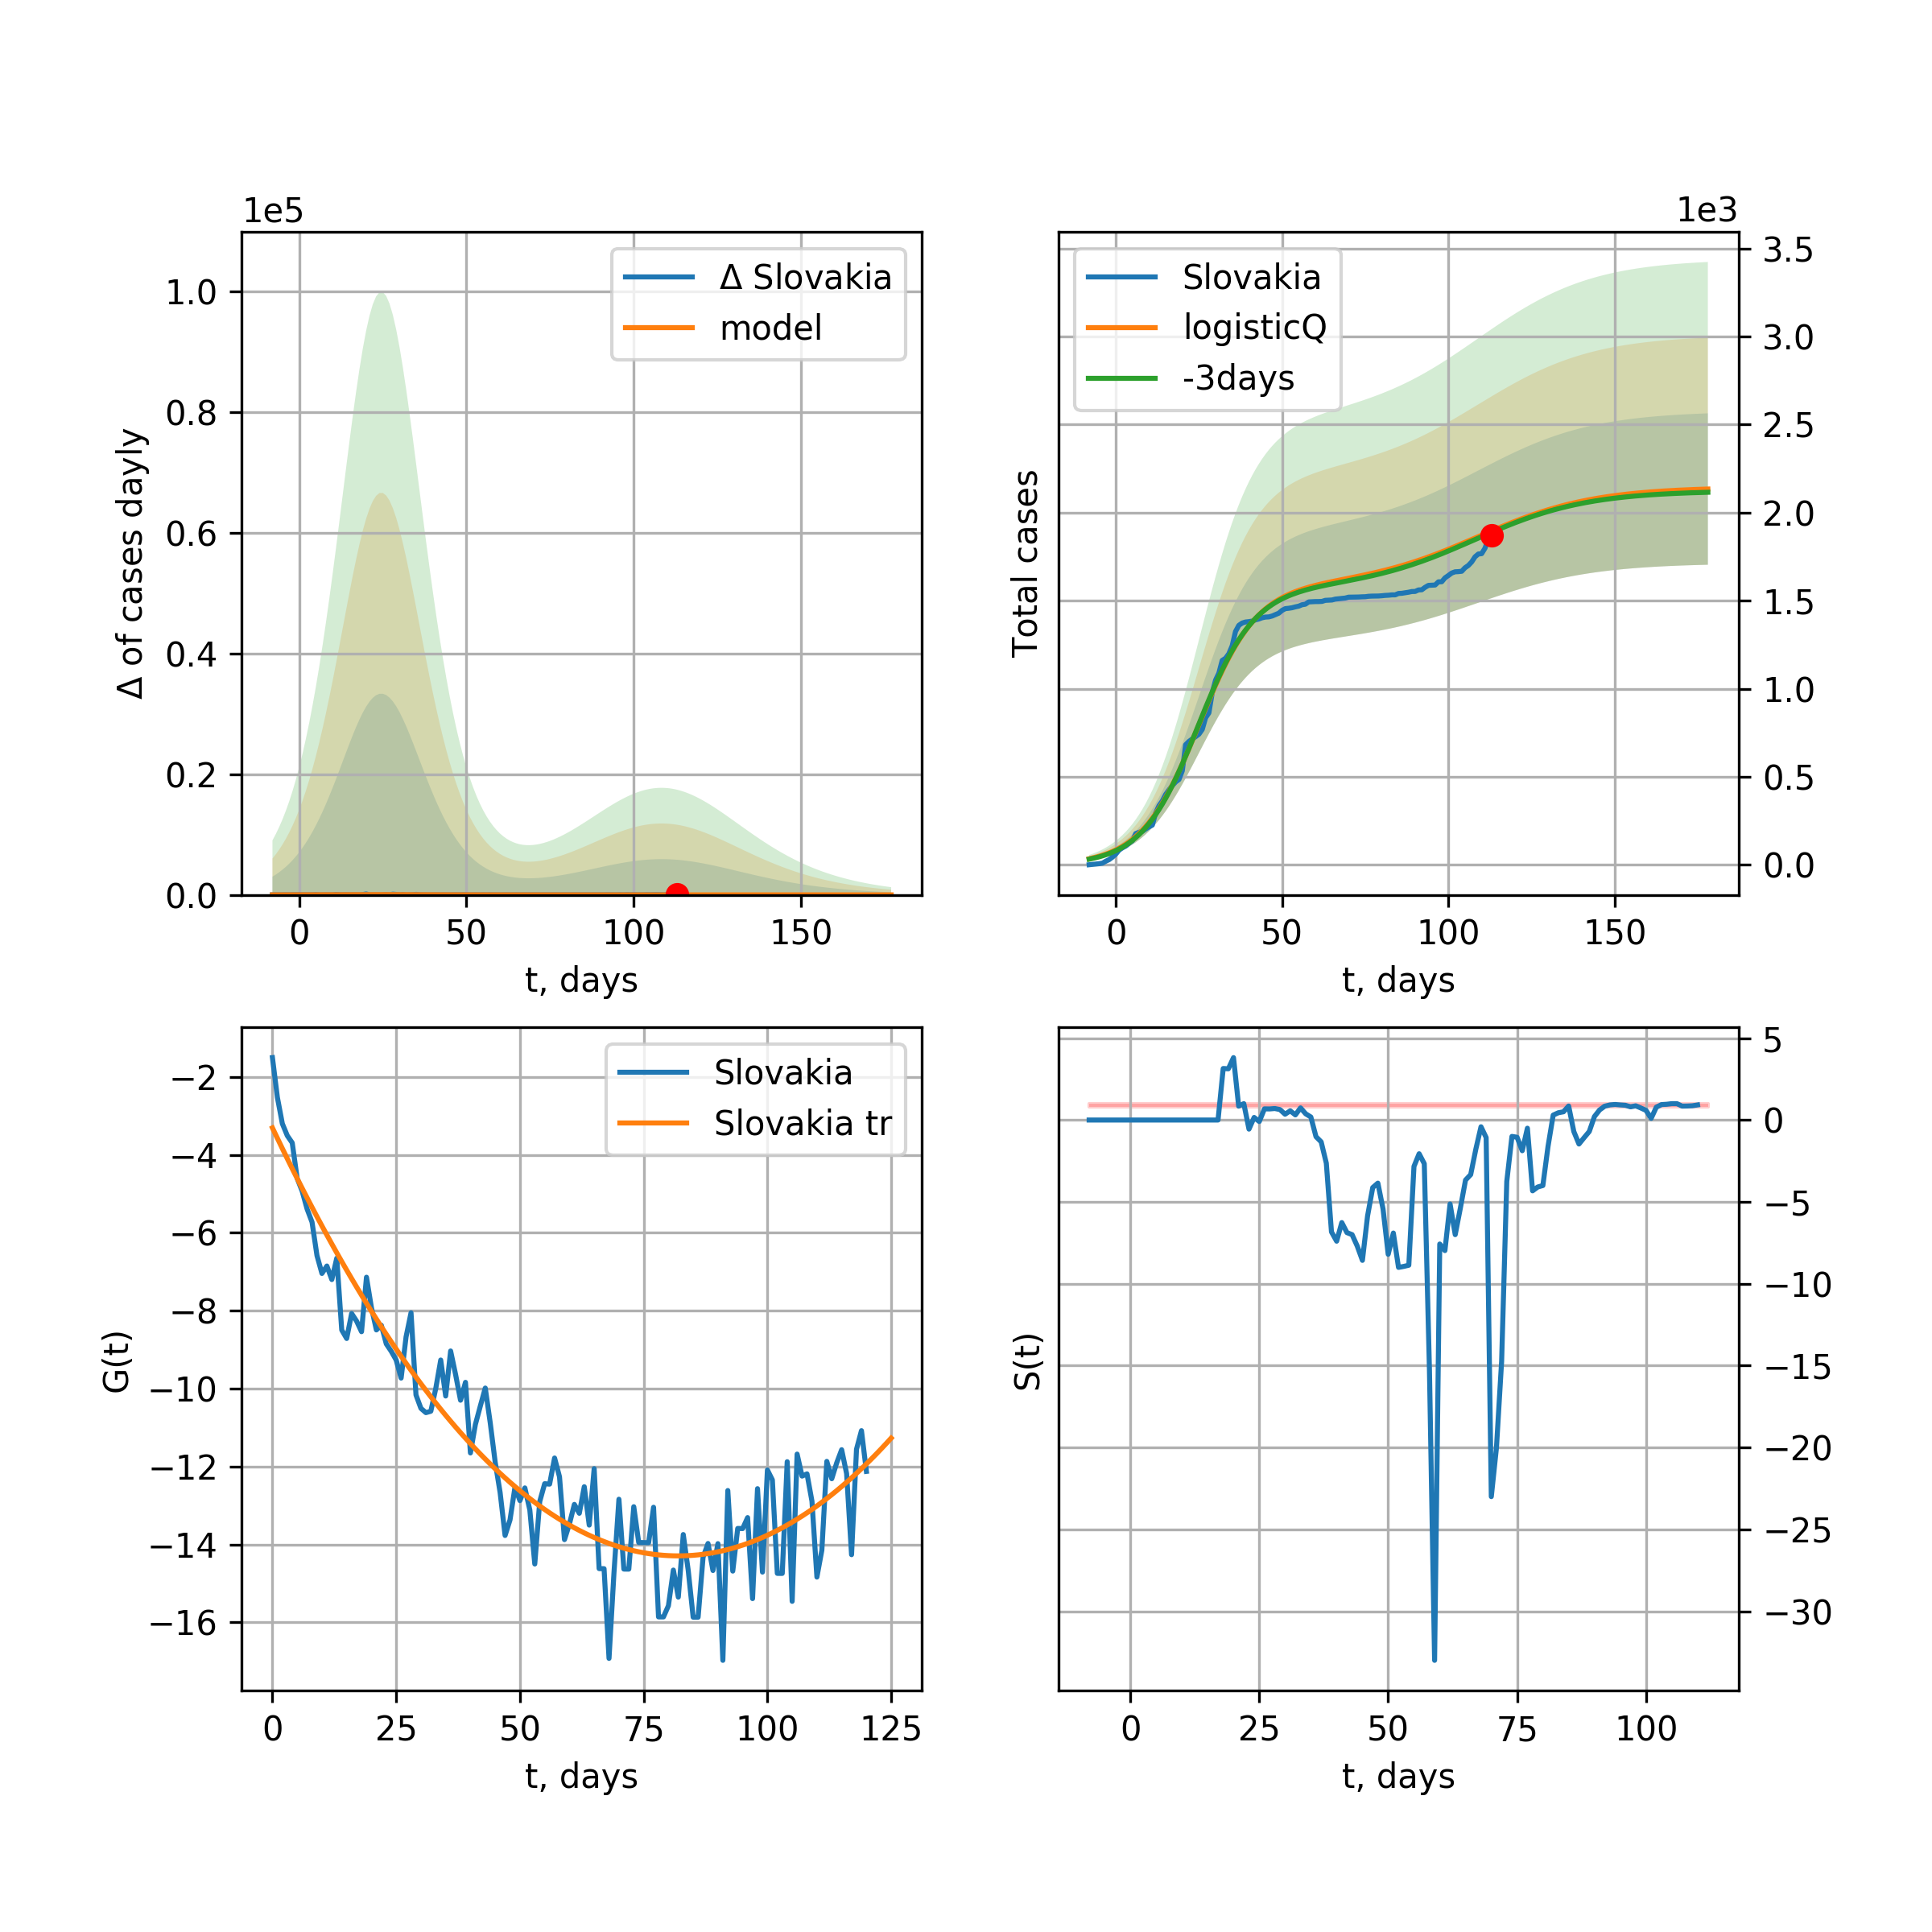 1e5
Δ of cases dayly
1.0
0.8
0.6
0.4
0.2
0.0
0 50 100 150
t, days
Δ Slovakia
model
1e3
Total cases
3.5
3.0
2.5
2.0
1.5
1.0
0.5
0.0
0 50 100 150
t, days
Slovakia
logisticQ
-3days
G(t)
−2
−4
−6
−8
−10
−12
−14
−16
0 25 50 75 100 125
t, days
Slovakia
Slovakia tr
S(t)
5
0
−5
−10
−15
−20
−25
−30
0 25 50 75 100
t, days